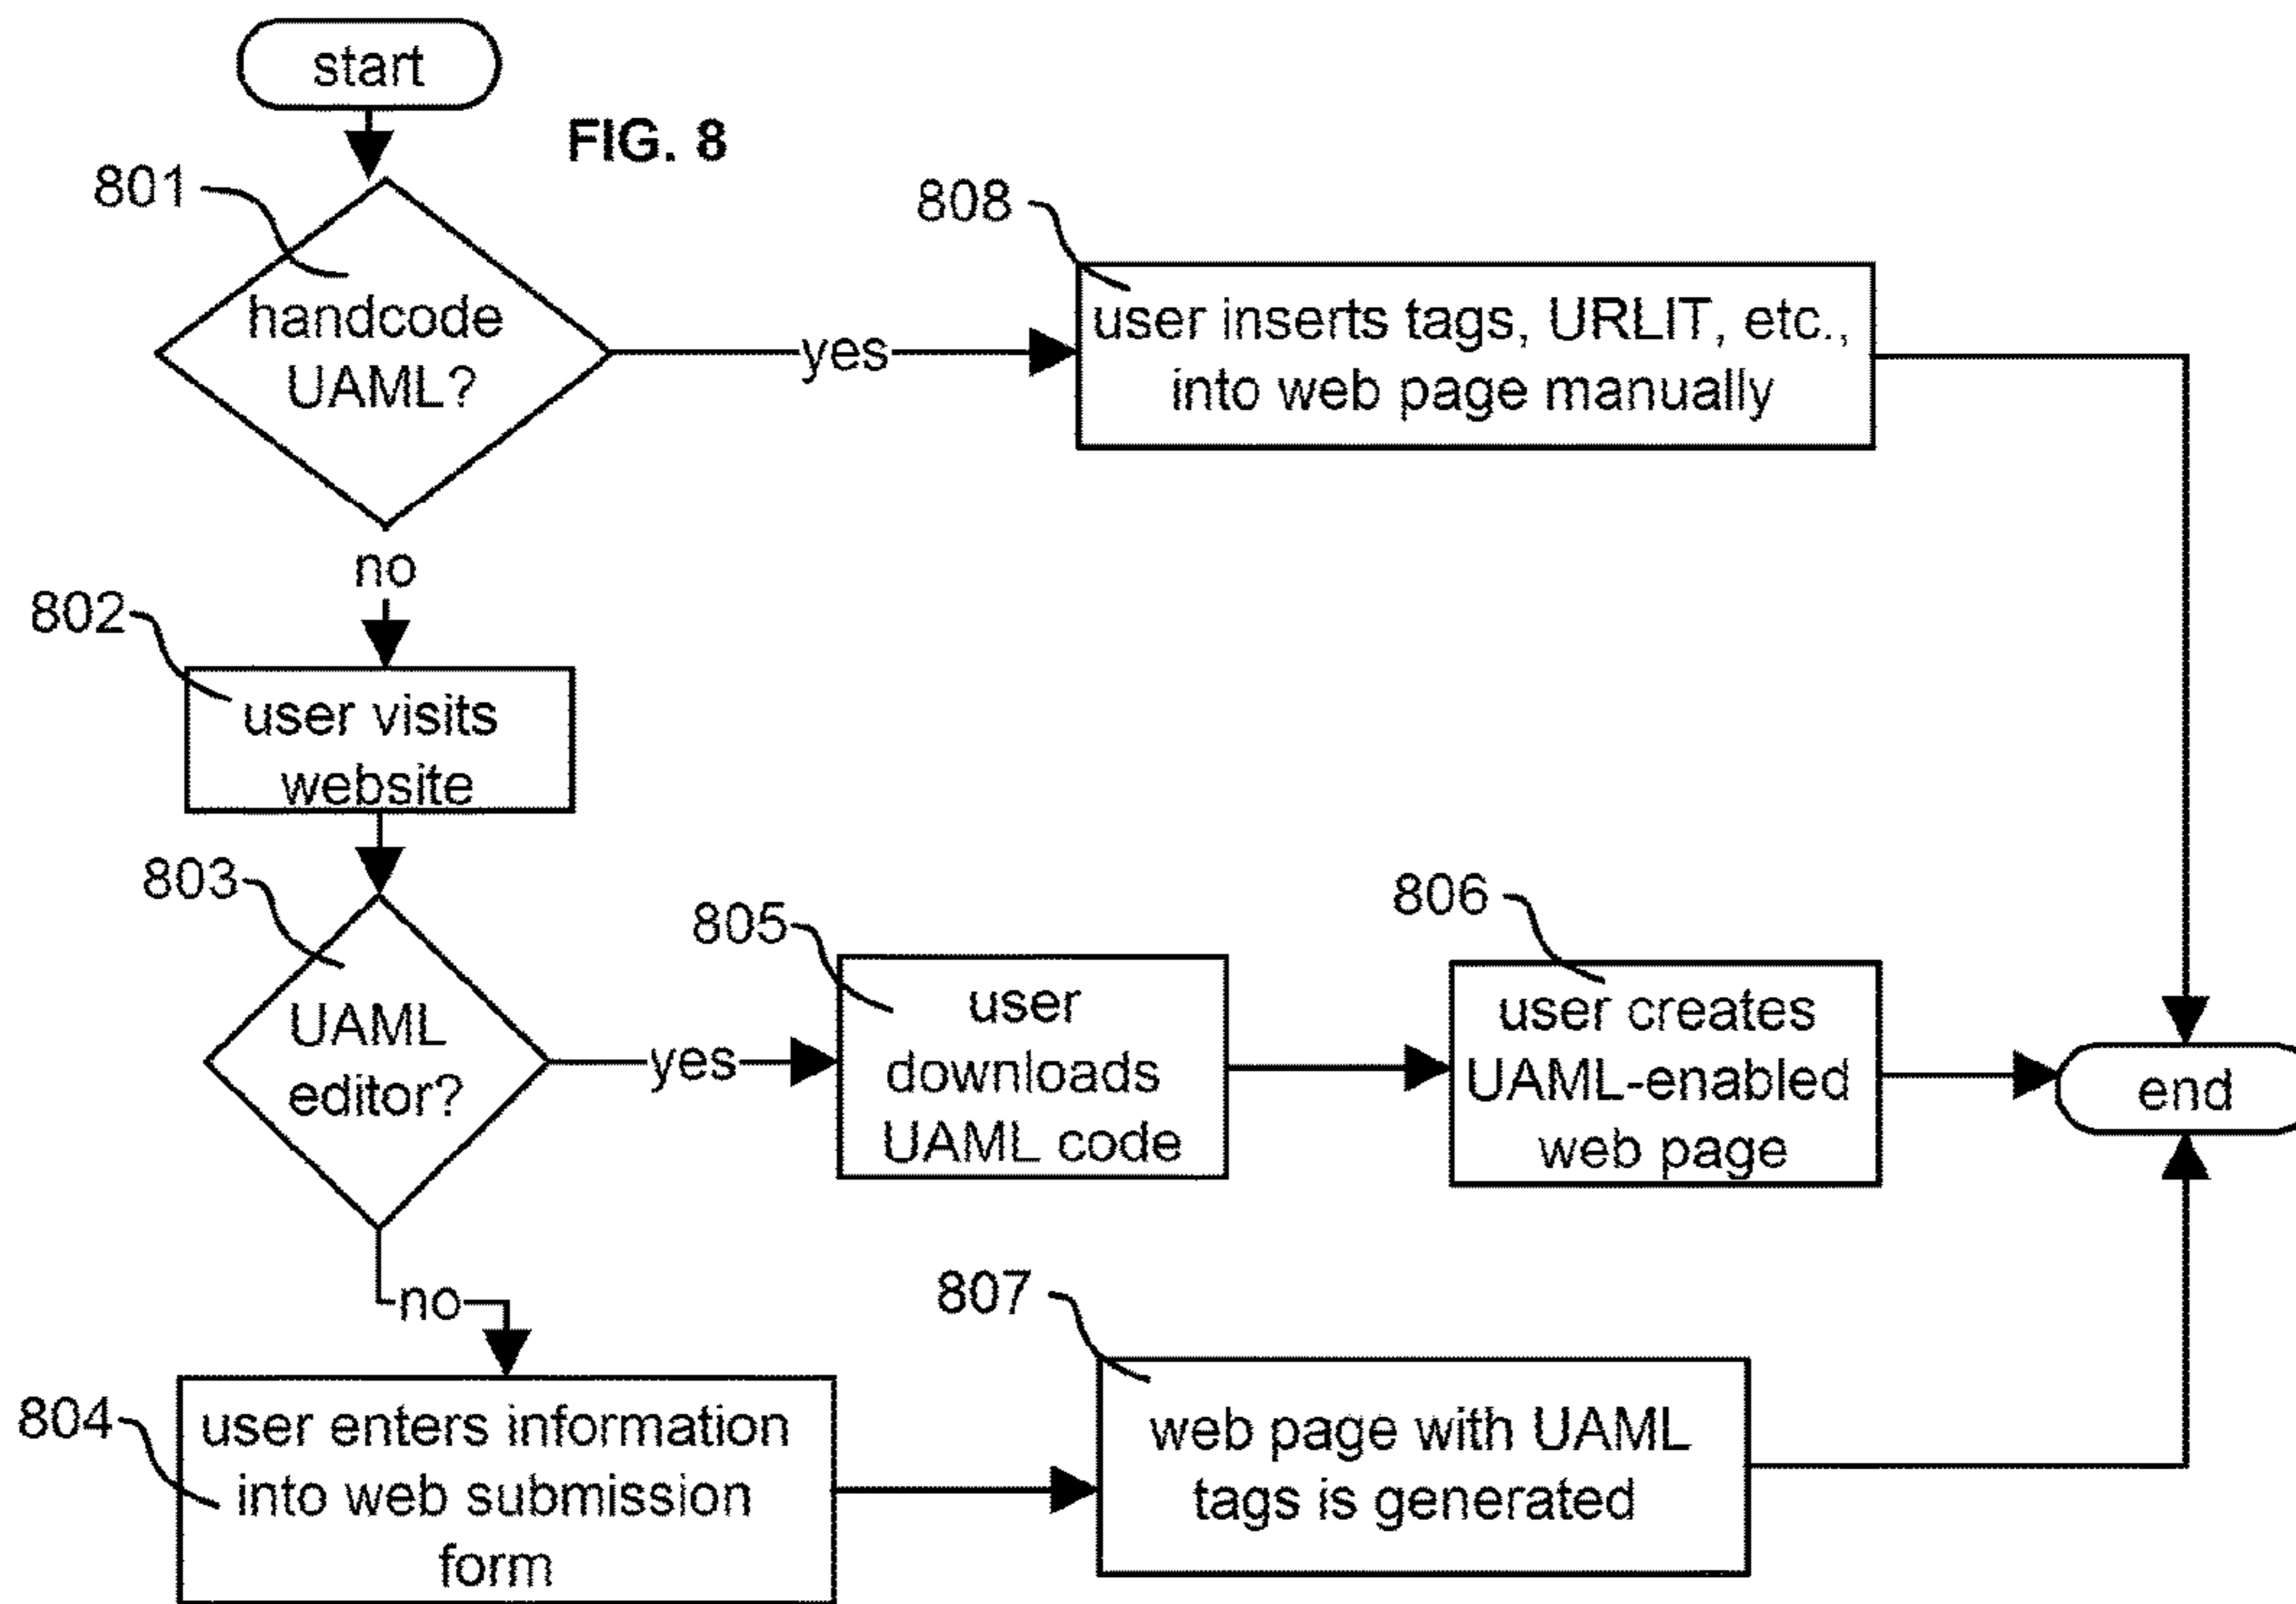 start
FIG. 8
801
handcode
UAML?
yes
808
user inserts tags, URLIT, etc.,
into web page manually
no
802
user visits
website
803
UAML
editor?
yes
805
user
downloads
UAML code
806
user creates
UAML-enabled
web page
end
no
804
user enters information
into web submission
form
807
web page with UAML
tags is generated